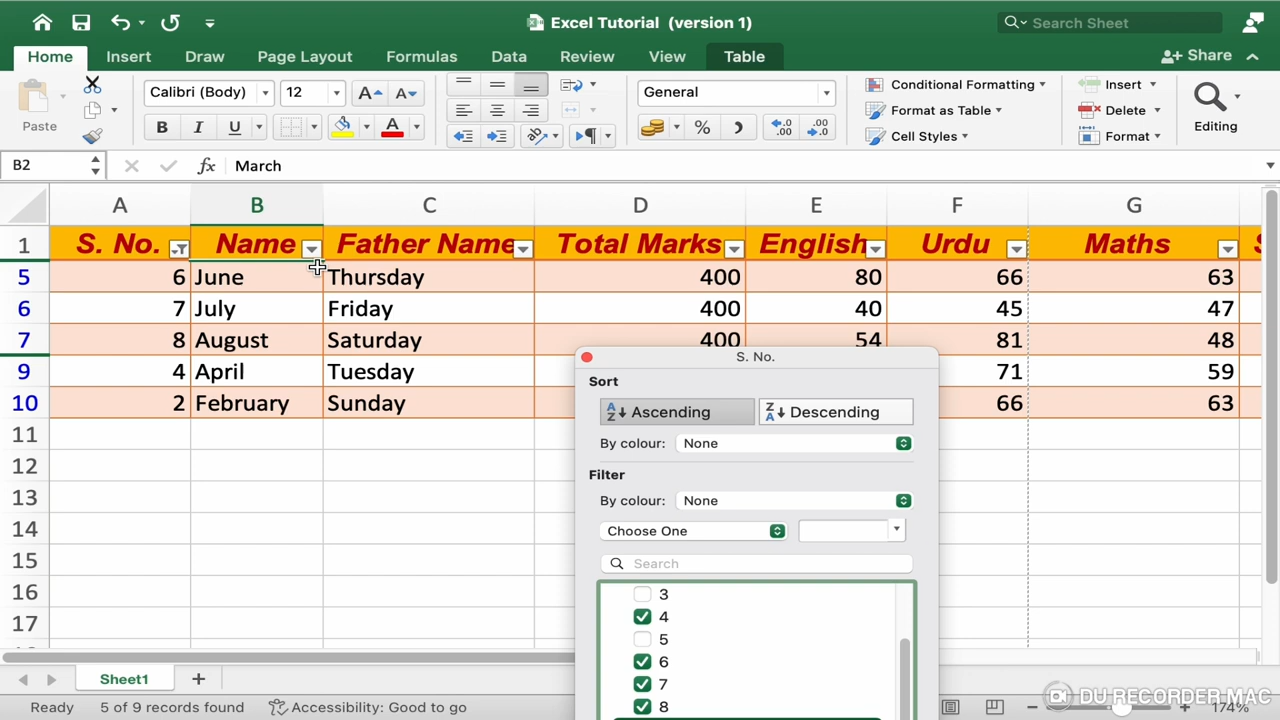 Excel Tutorial (version 1)
Search Sheet
Home Insert Draw Page Layout Formulas Data Review View Table Share
Paste
Calibri (Body) 12
General
Conditional Formatting
Format as Table
Cell Styles
Insert
Delete
Format
Editing
B2 fx March
A B C D E F G
1 S. No. Name Father Name Total Marks English Urdu Maths S
5 6 June Thursday 400 80 66 63
6 7 July Friday 400 40 45 47
7 8 August Saturday 400 54 81 48
9 4 April Tuesday 71 59
10 2 February Sunday 66 63
11
12
13
14
15
16
17
S. No.
Sort
Ascending Descending
By colour: None
Filter
By colour: None
Choose One
Search
3
4
5
6
7
8
Sheet1
Ready 5 of 9 records found Accessibility: Good to go 174%
DU RECORDER MAC